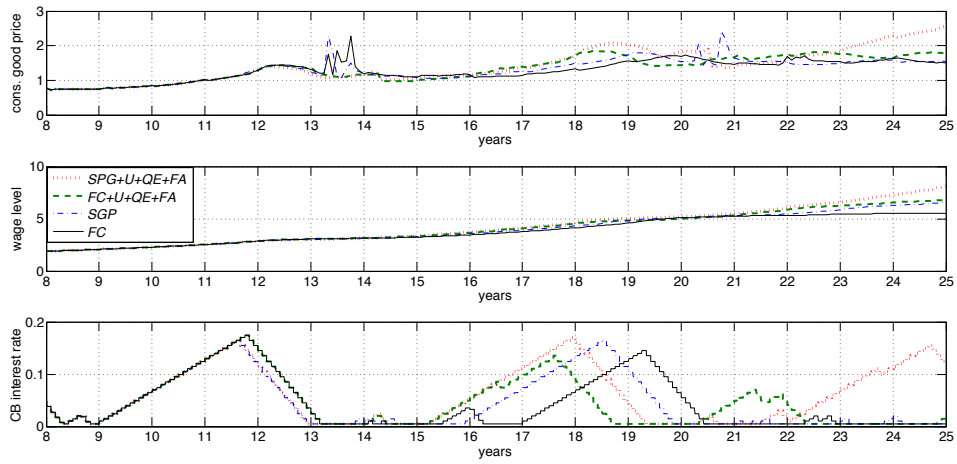 cons. good price
3
2
1
0
8 9 10 11 12 13 14 15 16 17 18 19 20 21 22 23 24 25
years
wage level
10
5
0
SPG+U+QE+FA
FC+U+QE+FA
SGP
FC
8 9 10 11 12 13 14 15 16 17 18 19 20 21 22 23 24 25
years
CB interest rate
0.2
0.1
0
8 9 10 11 12 13 14 15 16 17 18 19 20 21 22 23 24 25
years